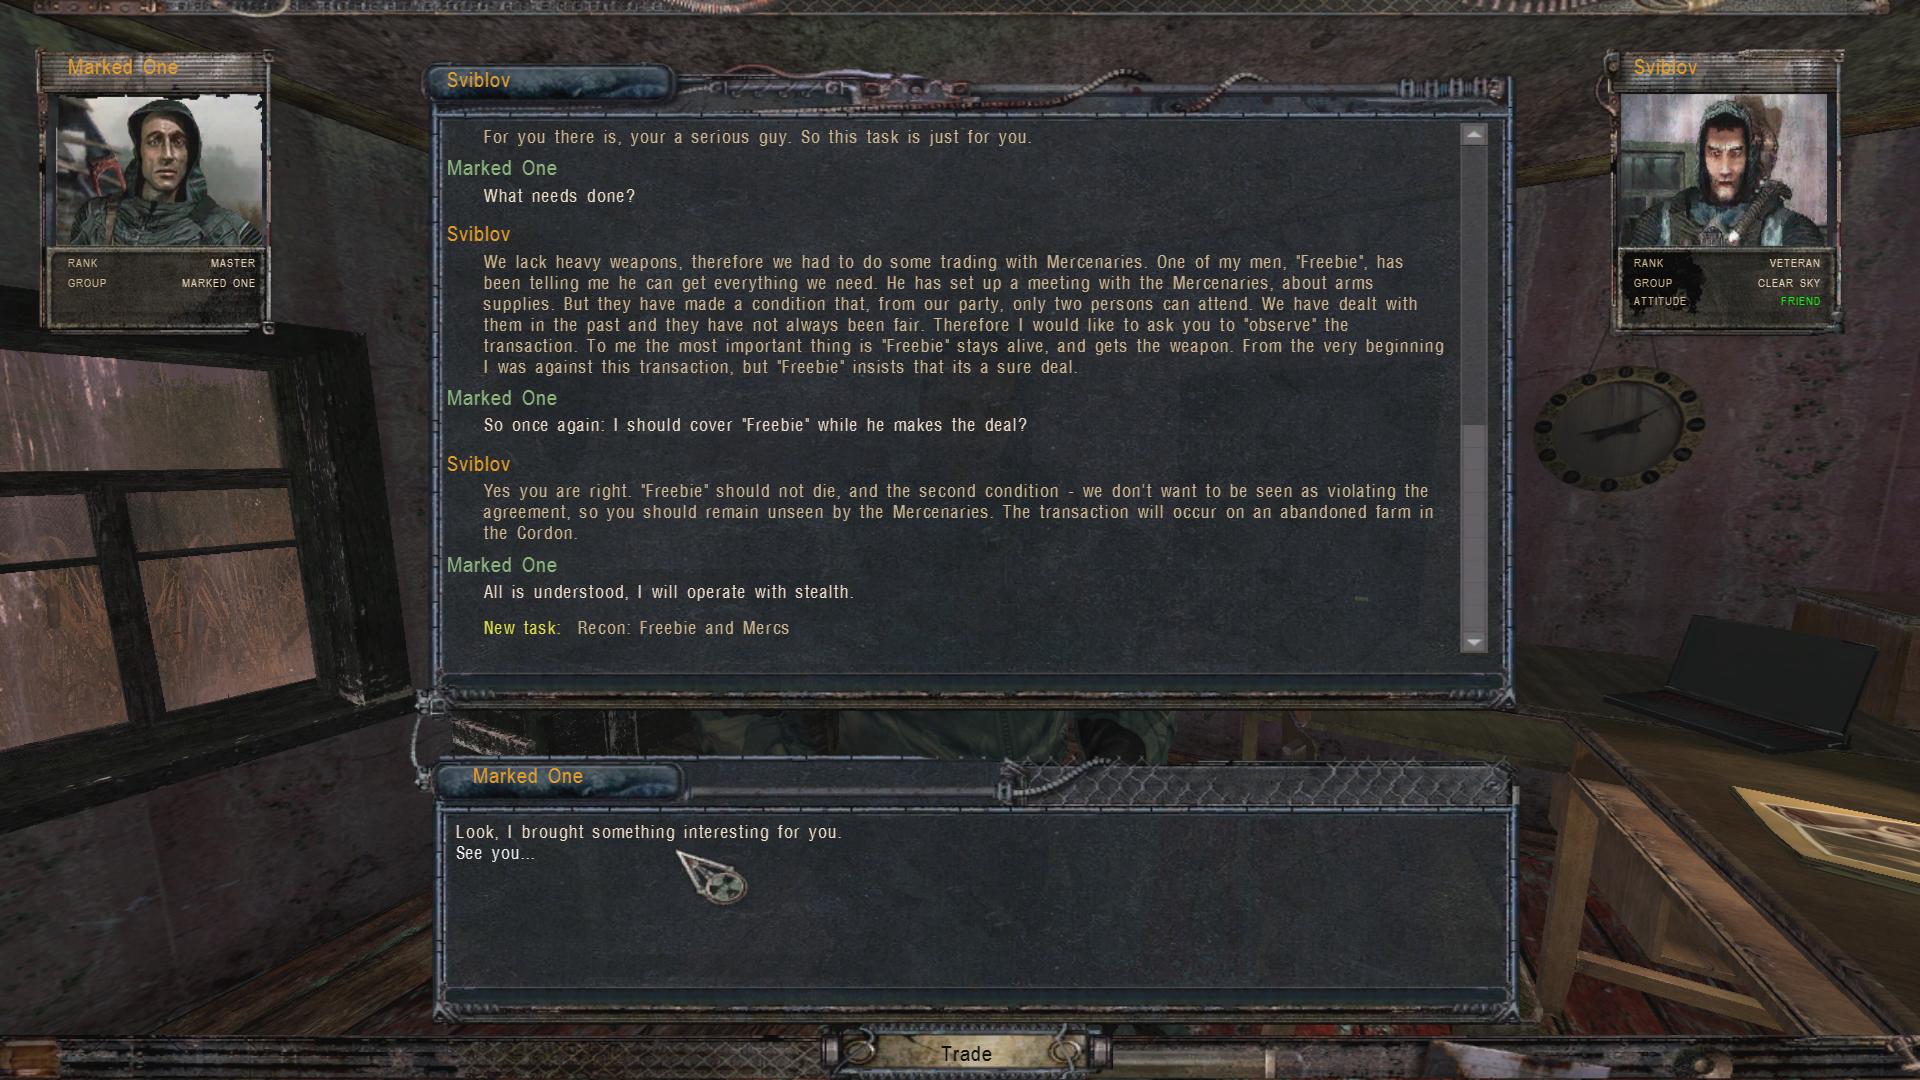 Marked One
RANK MASTER
GROUP MARKED ONE
Sviblov
For you there is, your a serious guy. So this task is just for you.
Marked One
What needs done?
Sviblov
We lack heavy weapons, therefore we had to do some trading with Mercenaries. One of my men, "Freebie", has
been telling me he can get everything we need. He has set up a meeting with the Mercenaries, about arms
supplies. But they have made a condition that, from our party, only two persons can attend. We have dealt with
them in the past and they have not always been fair. Therefore I would like to ask you to "observe" the
transaction. To me the most important thing is "Freebie" stays alive, and gets the weapon. From the very beginning
I was against this transaction, but "Freebie" insists that its a sure deal.
Marked One
So once again: I should cover "Freebie" while he makes the deal?
Sviblov
Yes you are right. "Freebie" should not die, and the second condition - we don't want to be seen as violating the
agreement, so you should remain unseen by the Mercenaries. The transaction will occur on an abandoned farm in
the Cordon.
Marked One
All is understood, I will operate with stealth.
New task: Recon: Freebie and Mercs
Sviblov
RANK VETERAN
GROUP CLEAR SKY
ATTITUDE FRIEND
Marked One
Look, I brought something interesting for you.
See you...
Trade